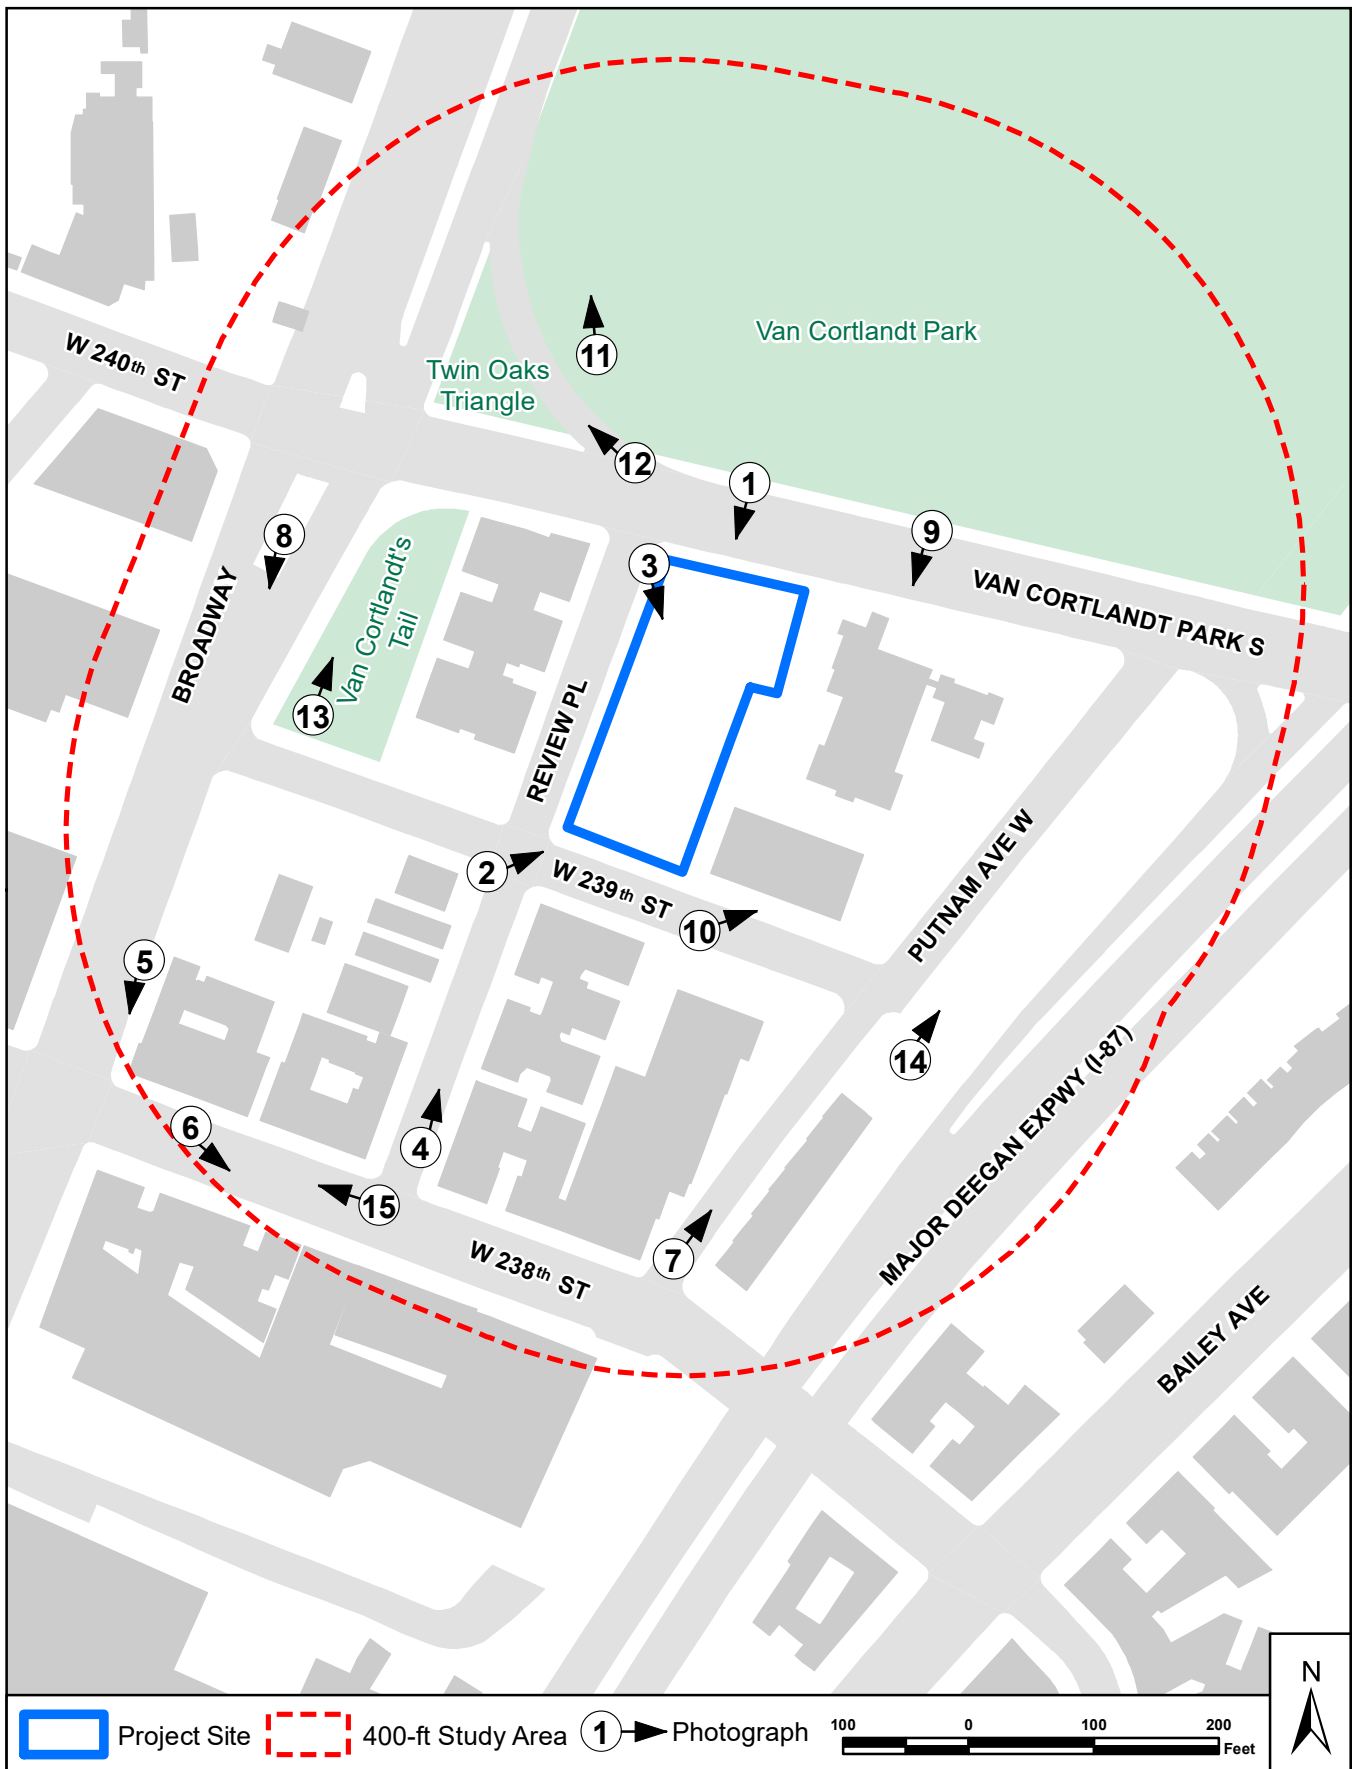 Van Cortlandt Park
11
W 240th ST
Twin Oaks
Triangle
12
1
8
9
3
VAN CORTLANDT PARK S
Van Cortlandt's
Tail
BROADWAY
13
REVIEW PL
2
W 239th ST
10
PUTNAM AVE W
5
14
MAJOR DEEGAN EXPWY (I-87)
6
4
15
7
W 238th ST
BAILEY AVE
N
Project Site
400-ft Study Area
1 Photograph
100 0 100 200
Feet